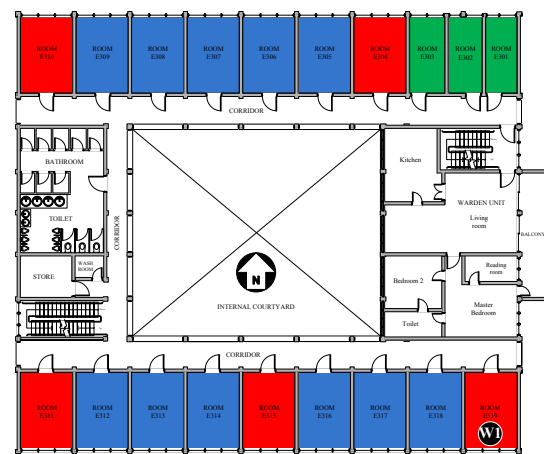 ROOM
E310
ROOM
E309
ROOM
E308
ROOM
E307
ROOM
E306
ROOM
E305
ROOM
E304
ROOM
E303
ROOM
E302
ROOM
E301
CORRIDOR
BATHROOM
TOILET
WASH
ROOM
STORE
CORRIDOR
N
INTERNAL COURTYARD
Kitchen
WARDEN UNIT
Living
room
BALCONY
Bedroom 2
Reading
room
Master
Bedroom
Toilet
CORRIDOR
ROOM
E311
ROOM
E312
ROOM
E313
ROOM
E314
ROOM
E315
ROOM
E316
ROOM
E317
ROOM
E318
ROOM
E319
W1